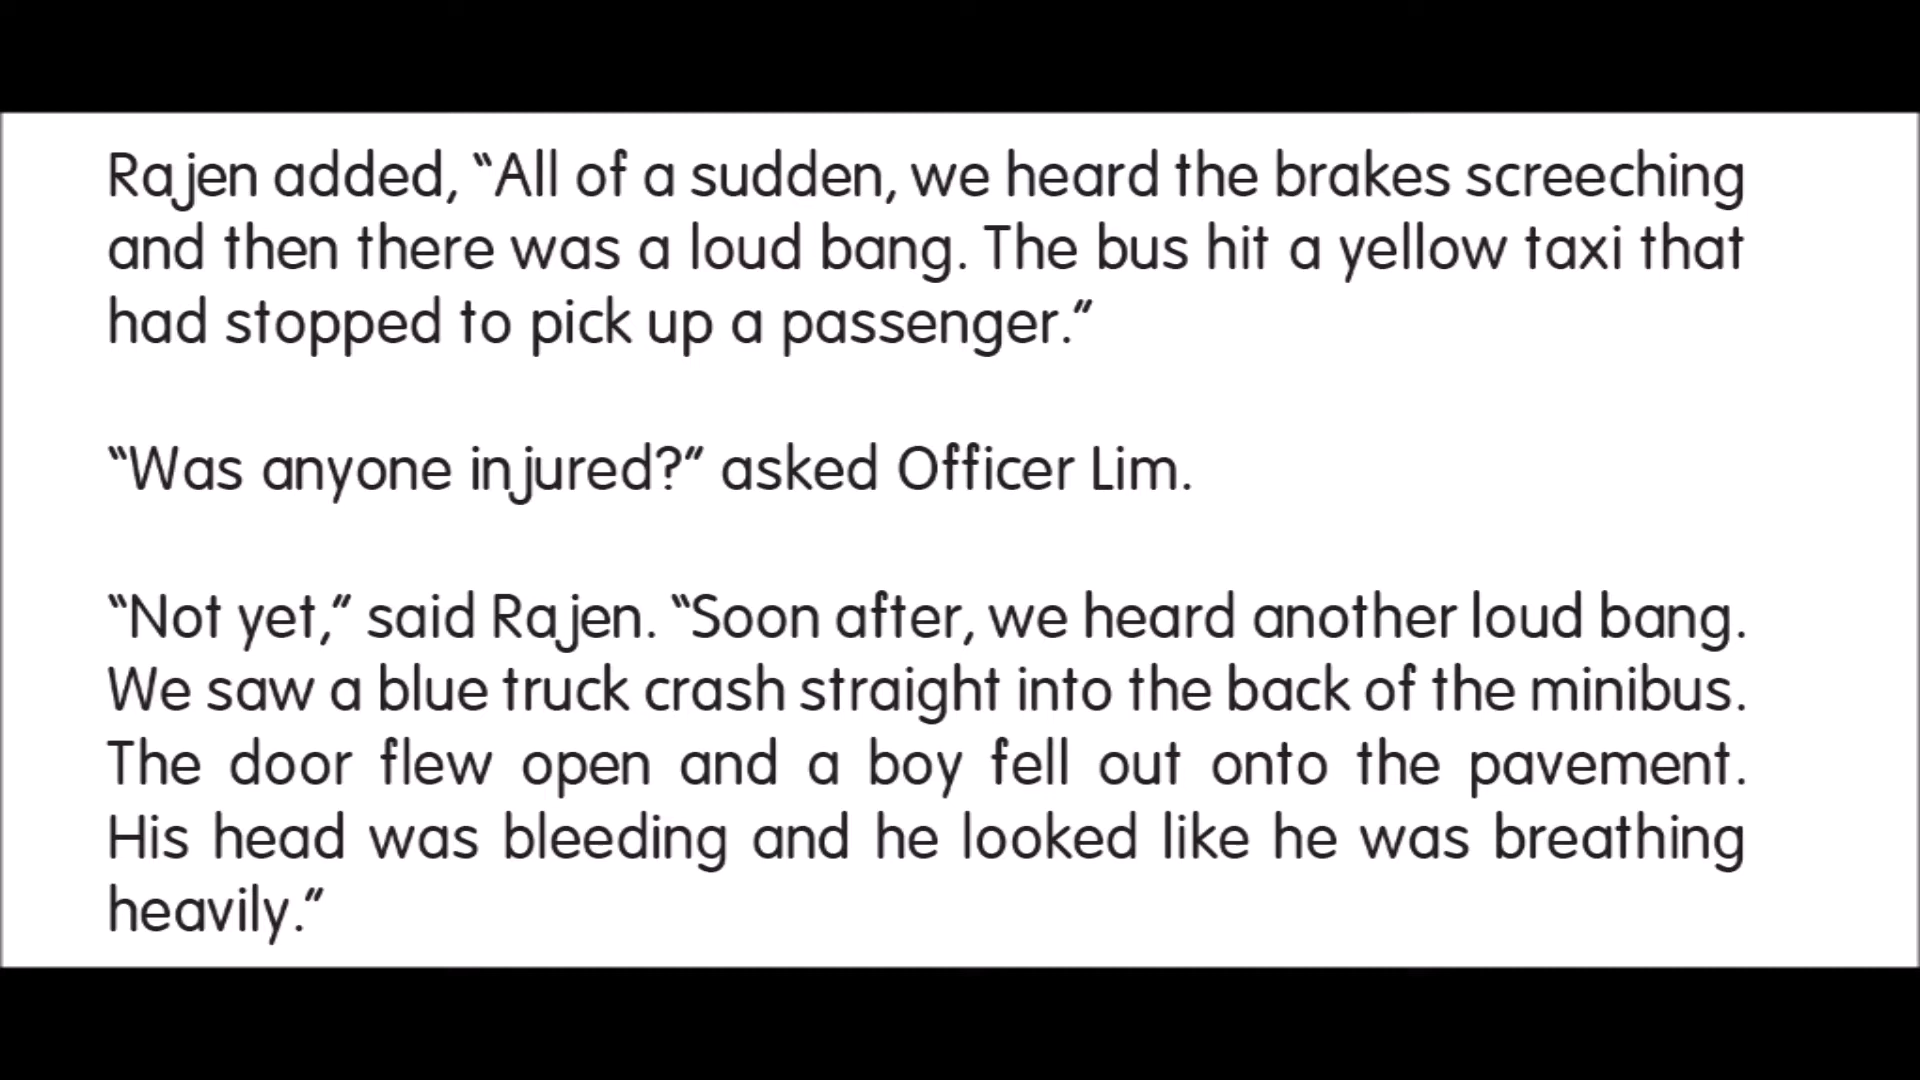 Rajen added, “All of a sudden, we heard the brakes screeching
and then there was a loud bang. The bus hit a yellow taxi that
had stopped to pick up a passenger.”
“Was anyone injured?” asked Officer Lim.
“Not yet,” said Rajen. “Soon after, we heard another loud bang.
We saw a blue truck crash straight into the back of the minibus.
The door flew open and a boy fell out onto the pavement.
His head was bleeding and he looked like he was breathing
heavily.”